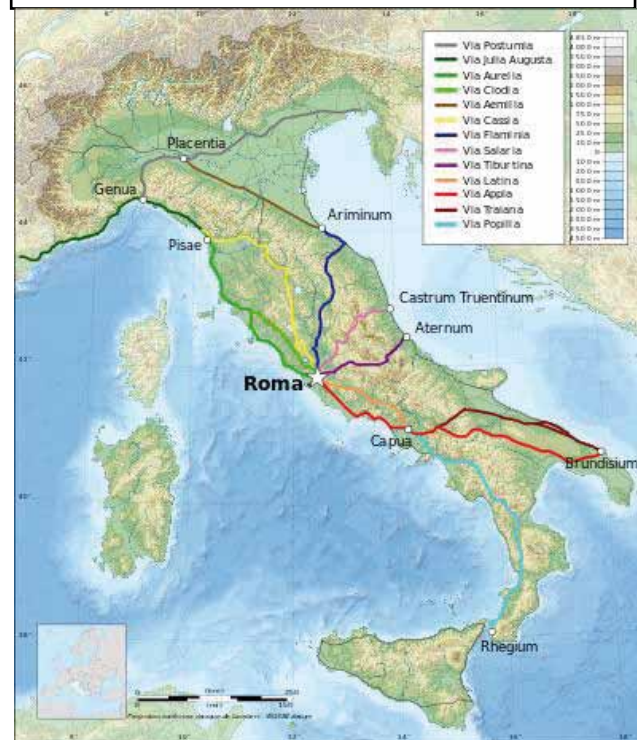 Via Postumia
Via Julia Augusta
Via Aurelia
Via Clodia
Via Aemilia
Via Cassia
Via Flaminia
Via Salaria
Via Tiburtina
Via Latina
Via Appia
Via Traiana
Via Popilia
Placentia
Genua
Ariminum
Pisae
Castrum Truentinum
Aternum
Roma
Capua
Brundisium
Rhegium
(km)
(mi)